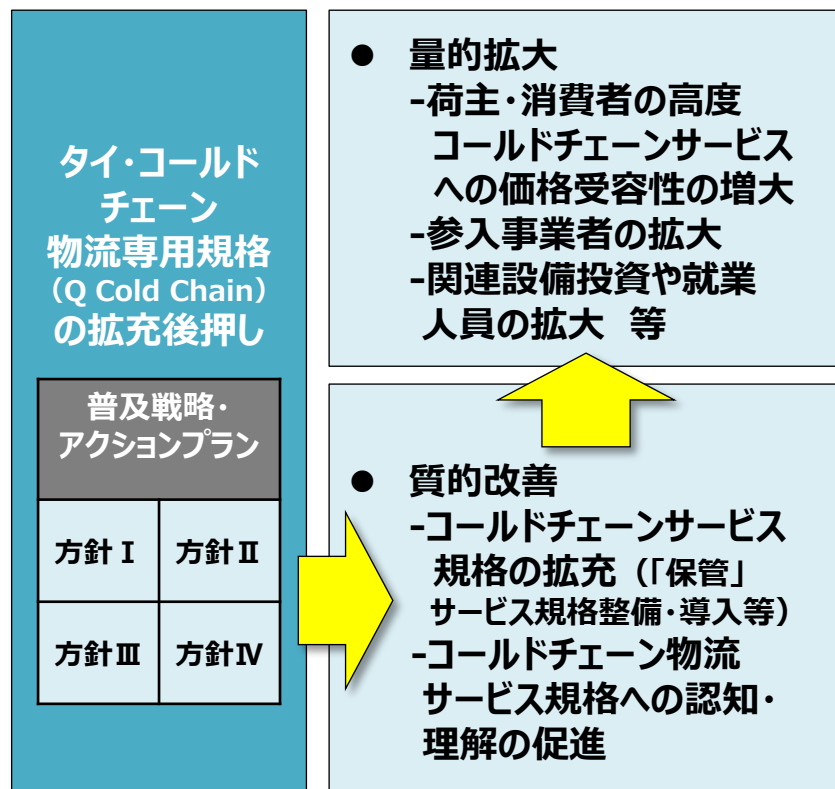 タイ・コールド
チェーン
物流専用規格
（Q Cold Chain）
の拡充後押し
普及戦略・
アクションプラン
方針Ⅰ
方針Ⅱ
方針Ⅲ
方針Ⅳ
● 量的拡大
-荷主・消費者の高度
コールドチェーンサービス
への価格受容性の増大
-参入事業者の拡大
-関連設備投資や就業
人員の拡大 等
● 質的改善
-コールドチェーンサービス
規格の拡充（「保管」
サービス規格整備・導入等）
-コールドチェーン物流
サービス規格への認知・
理解の促進